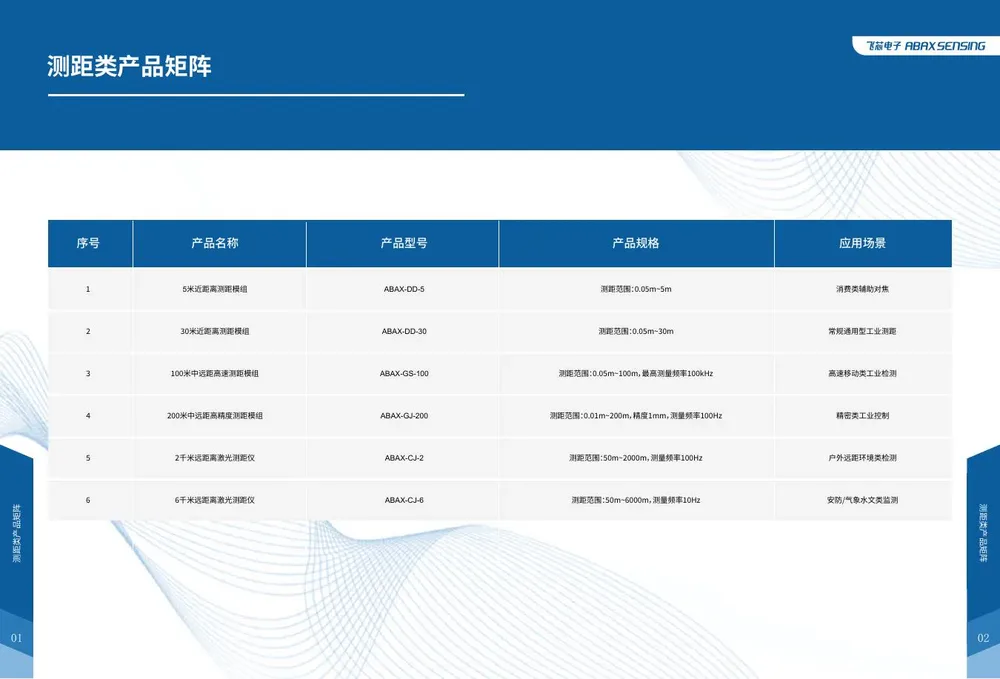 测距类产品矩阵
飞芯电子 ABAX SENSING
序号 产品名称 产品型号 产品规格 应用场景
1 5米近距离测距模组 ABAX-DD-5 测距范围:0.05m~5m 消费类辅助对焦
2 30米近距离测距模组 ABAX-DD-30 测距范围:0.05m~30m 常规通用型工业测距
3 100米中远距高速测距模组 ABAX-GS-100 测距范围:0.05m~100m,最高测量频率100kHz 高速移动类工业检测
4 200米中远距高精度测距模组 ABAX-GJ-200 测距范围:0.01m~200m,精度1mm,测量频率100Hz 精密类工业控制
5 2千米远距离激光测距仪 ABAX-CJ-2 测距范围:50m~2000m,测量频率100Hz 户外远距环境类检测
6 6千米远距离激光测距仪 ABAX-CJ-6 测距范围:50m~6000m,测量频率10Hz 安防/气象水文类监测
测距类产品矩阵
01
测距类产品矩阵
02